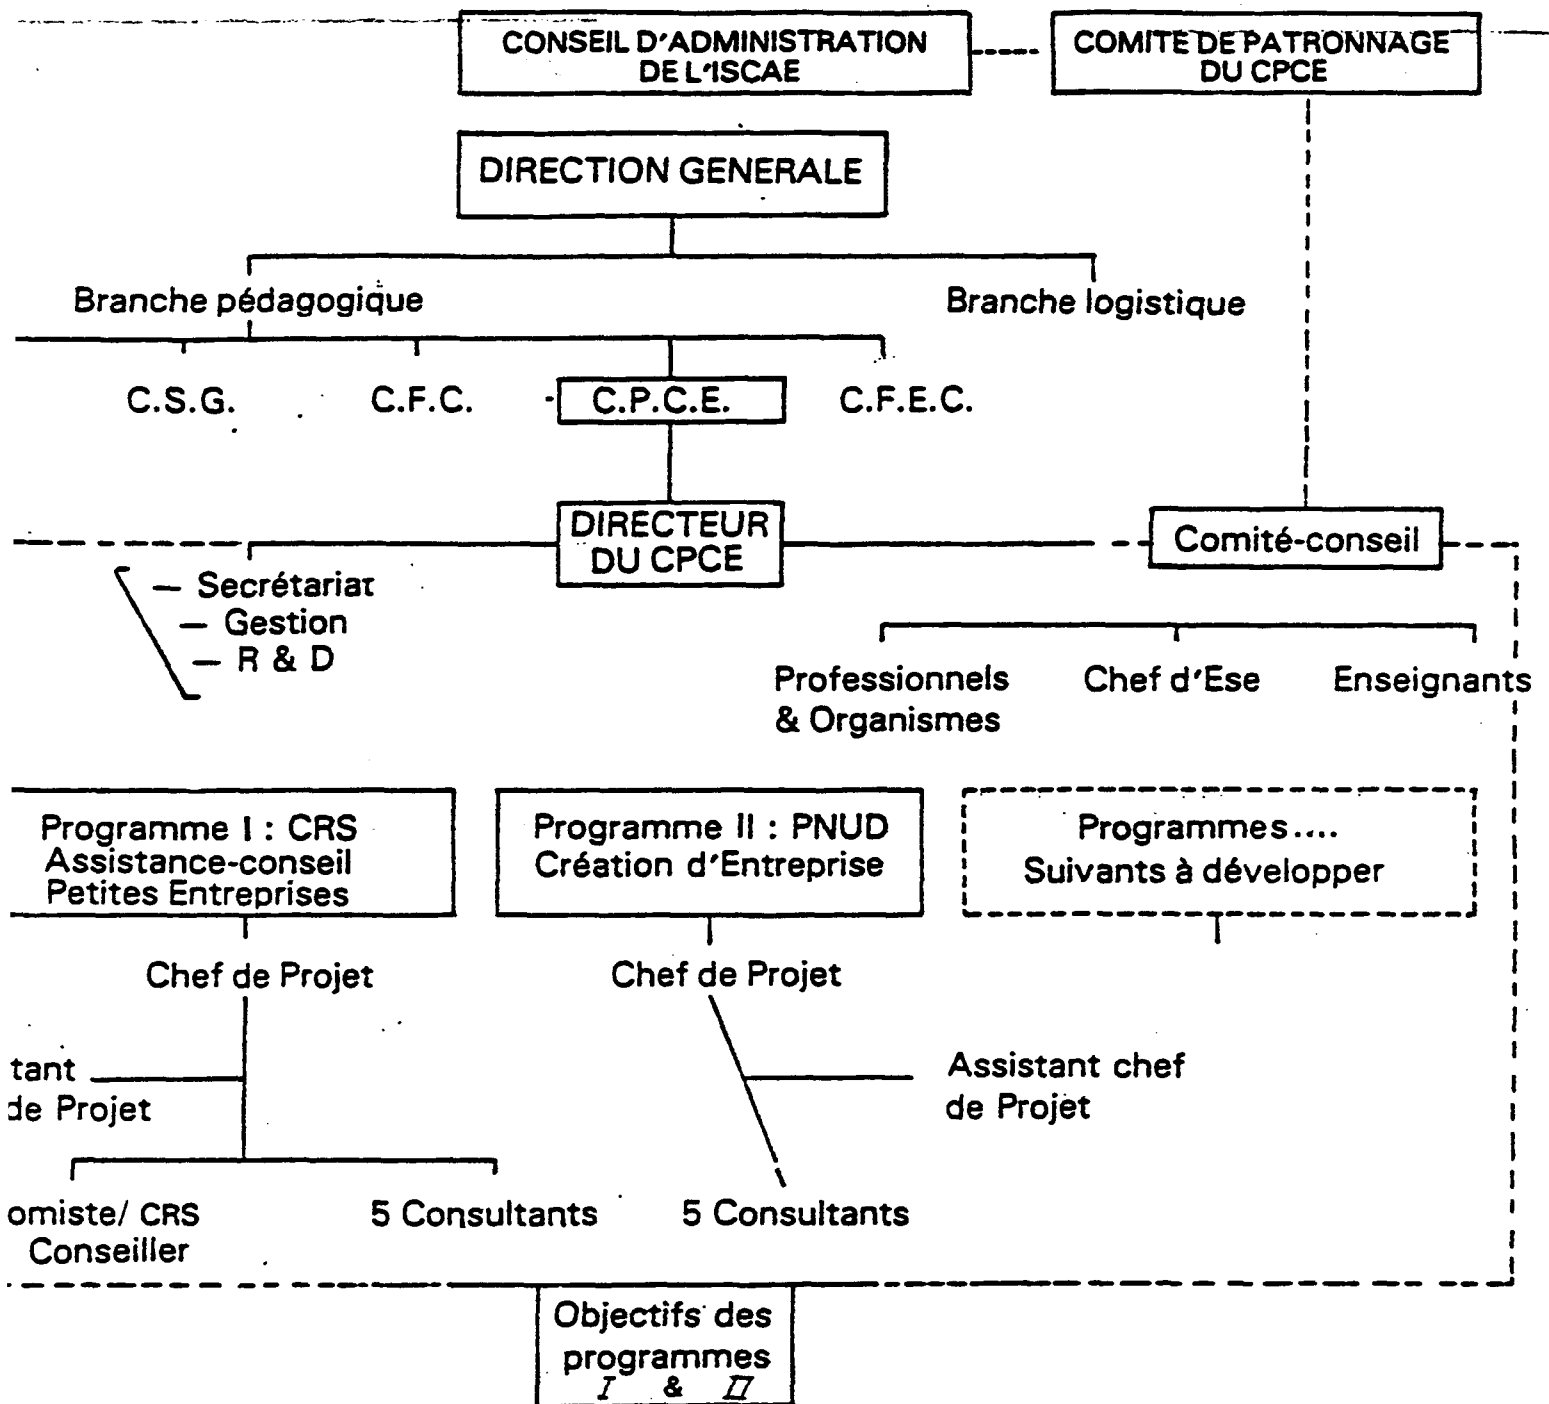 CONSEIL D'ADMINISTRATION
DE L'ISCAE
COMITE DE PATRONNAGE
DU CPCE
DIRECTION GENERALE
Branche pédagogique
Branche logistique
C.S.G.
C.F.C.
C.P.C.E.
C.F.E.C.
DIRECTEUR
DU CPCE
Comité-conseil
— Secrétariat
— Gestion
— R & D
Professionnels
& Organismes
Chef d'Ese
Enseignants
Programme I : CRS
Assistance-conseil
Petites Entreprises
Programme II : PNUD
Création d'Entreprise
Programmes....
Suivants à développer
Chef de Projet
Chef de Projet
tant
de Projet
Assistant chef
de Projet
omiste/ CRS
Conseiller
5 Consultants
5 Consultants
Objectifs des
programmes
I & II